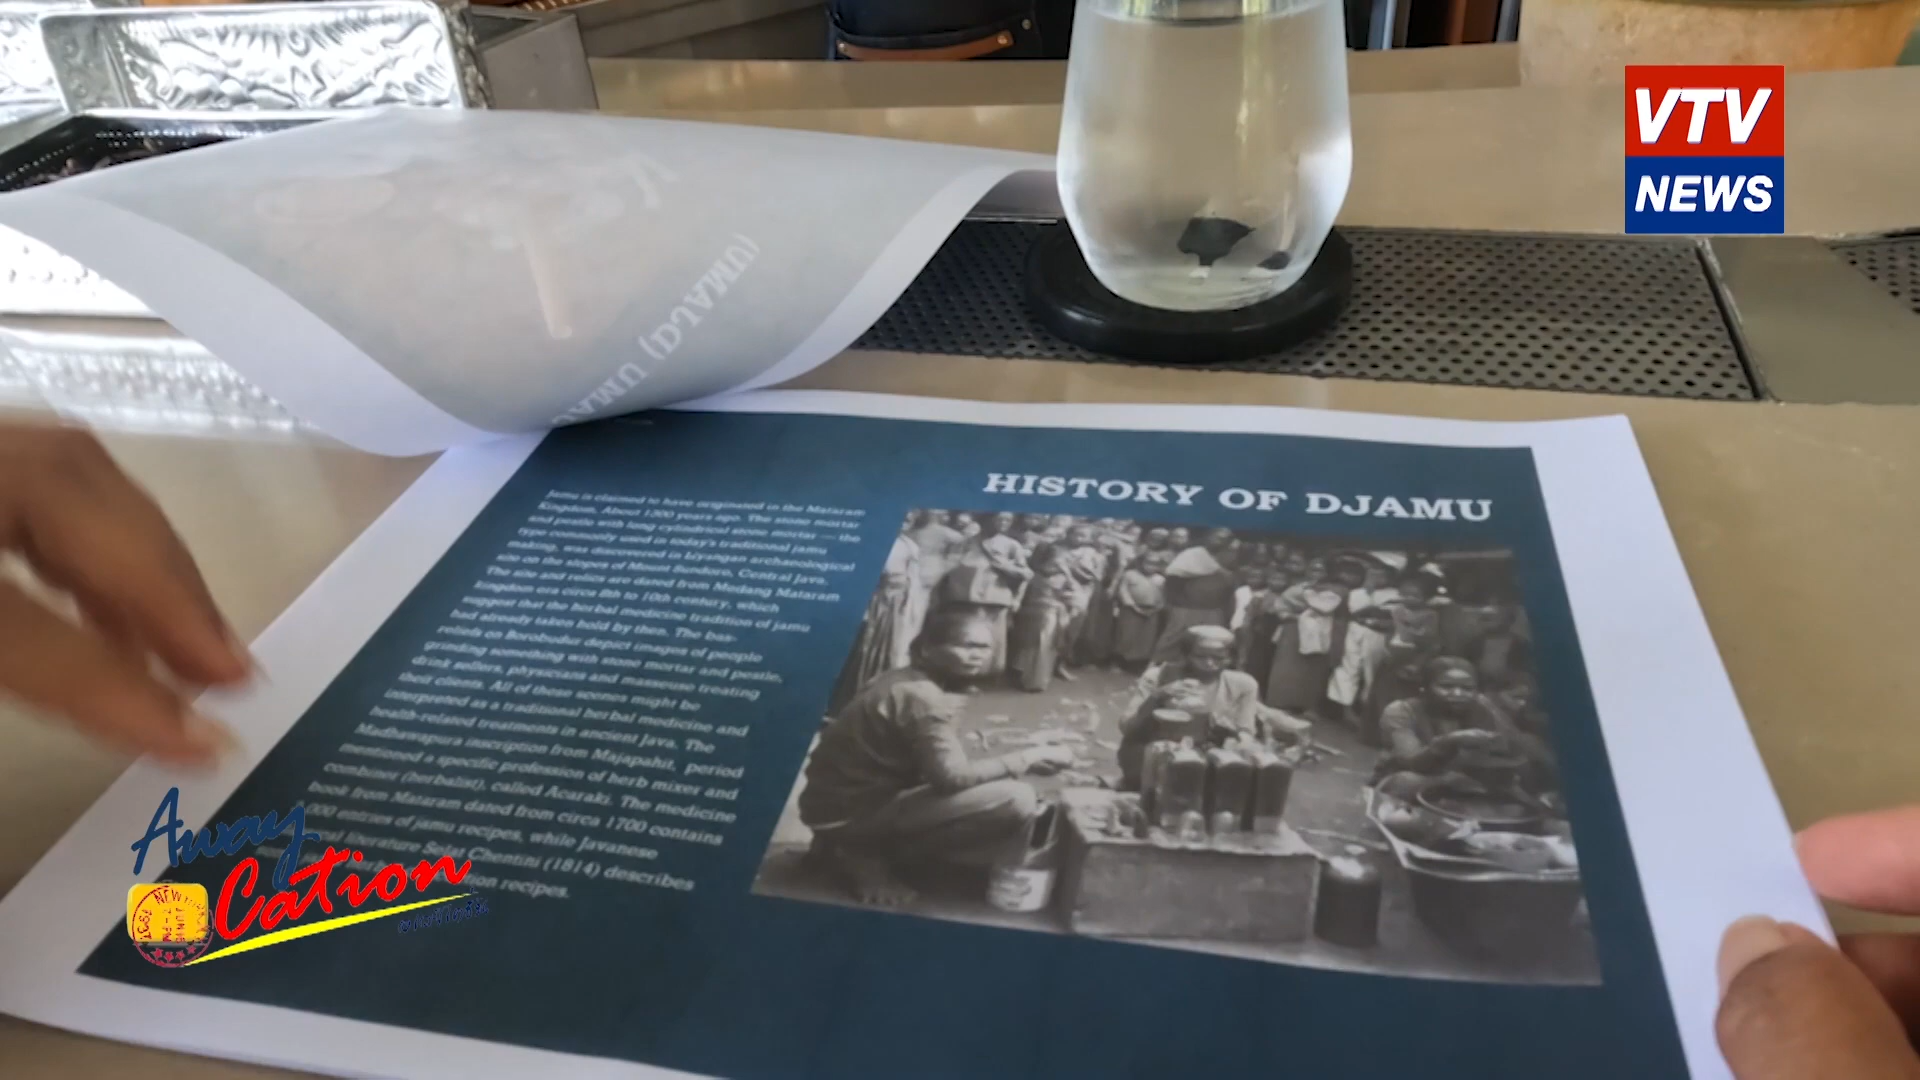 VTV
NEWS
HISTORY OF DJAMU
Jamu is claimed to have originated in the Mataram
Kingdom. About 1300 years ago. The stone mortar
and pestle with long cylindrical stone mortar — the
type commonly used in today's traditional jamu
making, was discovered in Liyangan archaeological
site on the slopes of Mount Sundoro, Central Java.
The site and relics are dated from Medang Mataram
kingdom era circa 8th to 10th century, which
suggest that the herbal medicine tradition of jamu
had already taken hold by then. The bas-
reliefs on Borobudur depict images of people
grinding something with stone mortar and pestle,
drink sellers, physicians and masseuse treating
their clients. All of these scenes might be
interpreted as a traditional herbal medicine and
health-related treatments in ancient Java. The
Madhawapura inscription from Majapahit, period
mentioned a specific profession of herb mixer and
combiner (herbalist), called Acaraki. The medicine
book from Mataram dated from circa 1700 contains
entries of jamu recipes, while Javanese
literature Selat Chentini (1814) describes
recipes.
Away
Cation